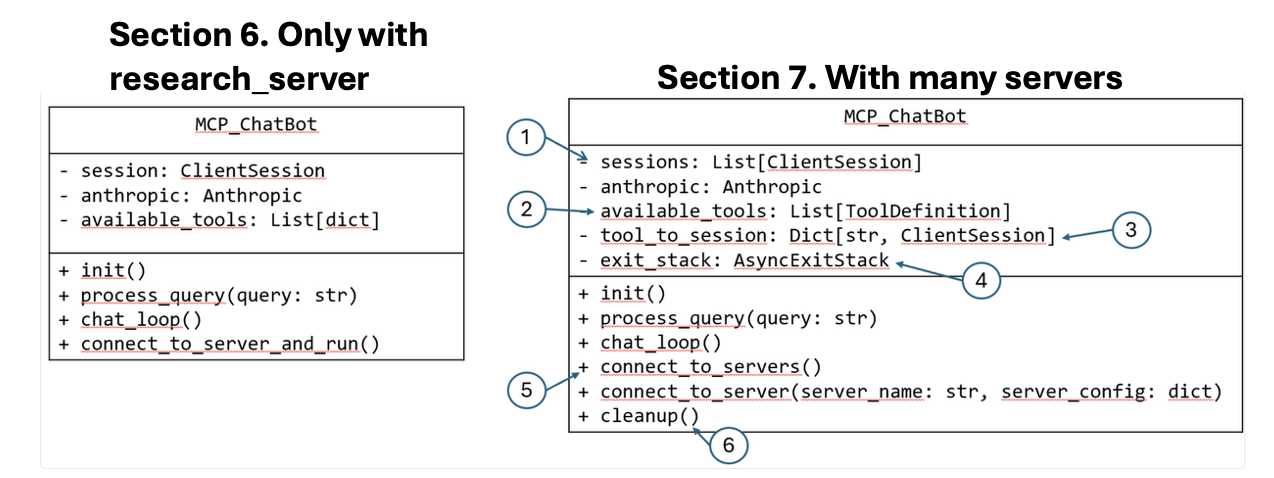 Section 6. Only with
research_server
MCP_ChatBot
- session: ClientSession
- anthropic: Anthropic
- available_tools: List[dict]
+ init()
+ process_query(query: str)
+ chat_loop()
+ connect_to_server_and_run()
Section 7. With many servers
MCP_ChatBot
1
- sessions: List[ClientSession]
- anthropic: Anthropic
2
available_tools: List[ToolDefinition]
- tool_to_session: Dict[str, ClientSession]
3
- exit_stack: AsyncExitStack
4
+ init()
+ process_query(query: str)
+ chat_loop()
+ connect_to_servers()
5
+ connect_to_server(server_name: str, server_config: dict)
+ cleanup()
6